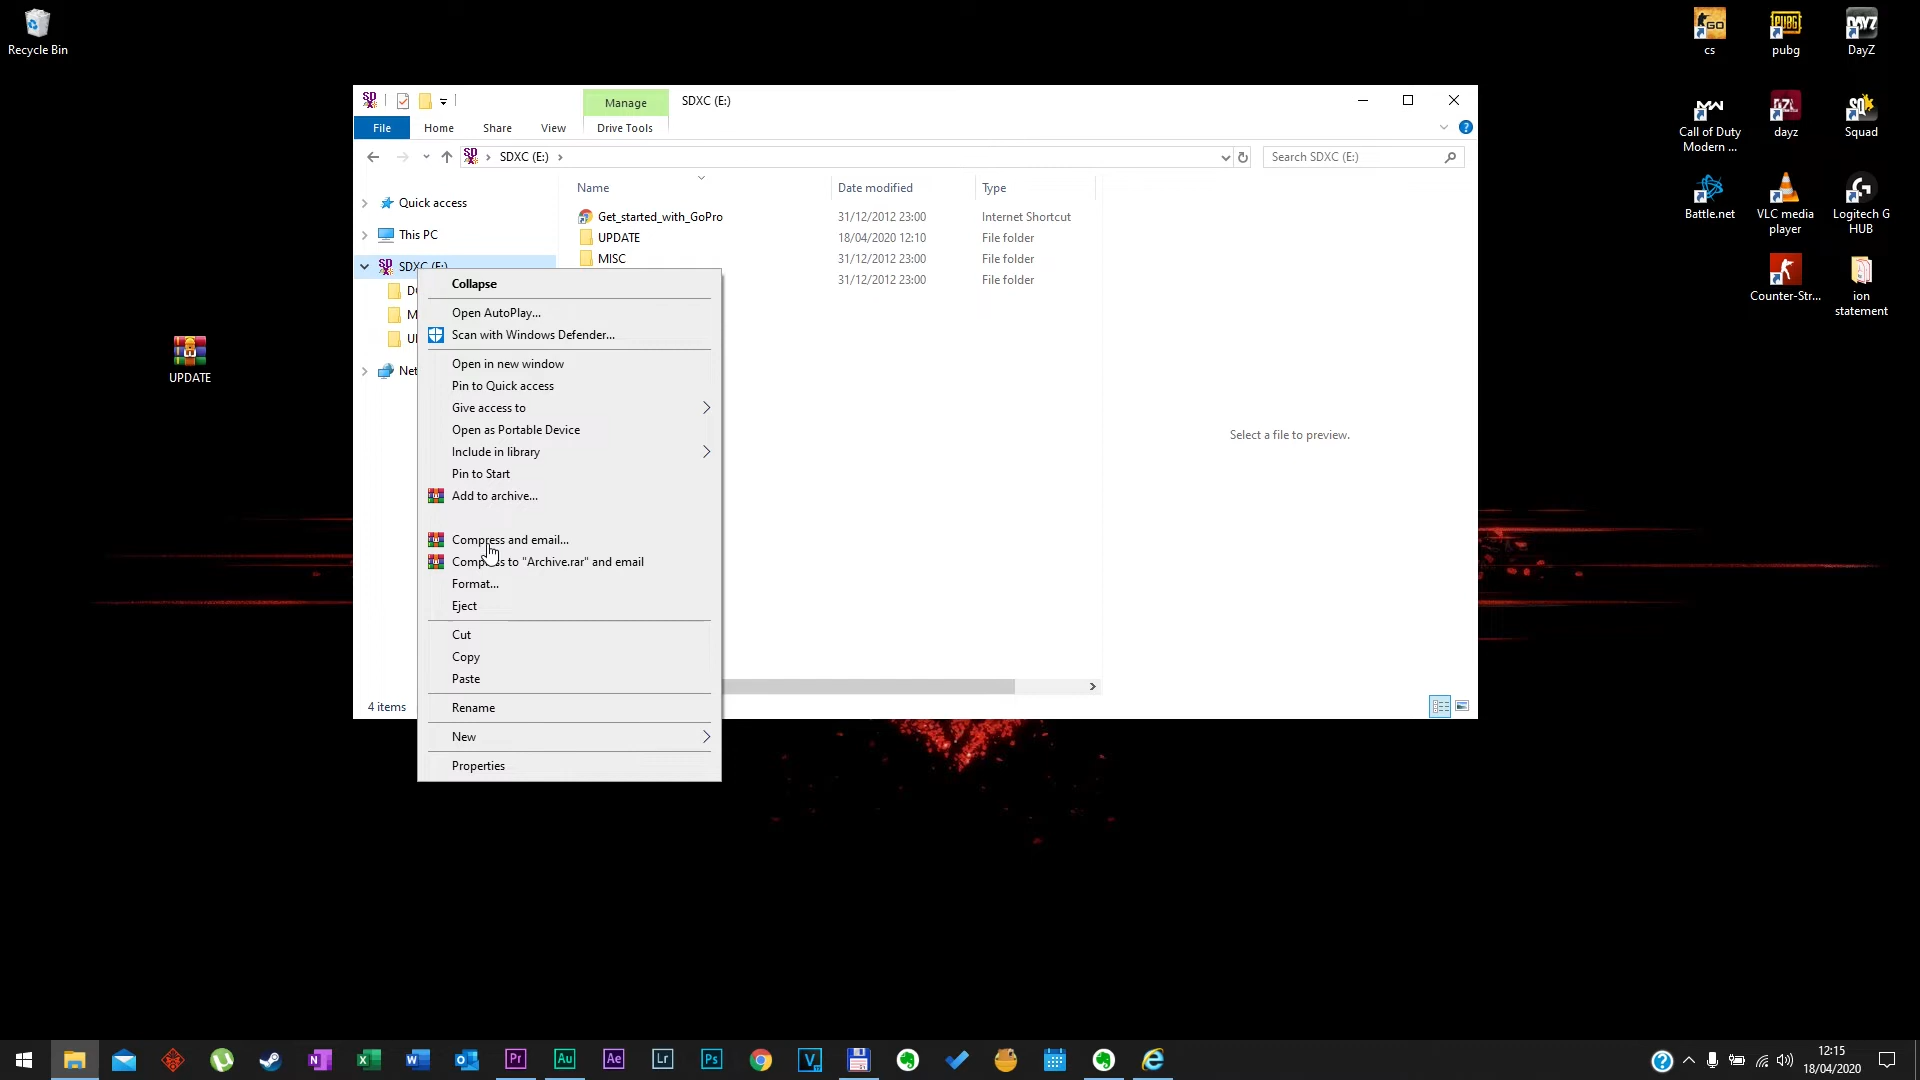 Recycle Bin
cs
pubg
DayZ
Call of Duty
Modern ...
dayz
Squad
Battle.net
VLC media
player
Logitech G
HUB
Counter-Str...
ion
statement
UPDATE
Manage
SDXC (E:)
File
Home
Share
View
Drive Tools
SDXC (E:)
Search SDXC (E:)
Name
Date modified
Type
Quick access
This PC
SDXC (E:)
Get_started_with_GoPro
31/12/2012 23:00
Internet Shortcut
UPDATE
18/04/2020 12:10
File folder
MISC
31/12/2012 23:00
File folder
31/12/2012 23:00
File folder
Select a file to preview.
4 items
Collapse
Open AutoPlay...
Scan with Windows Defender...
Open in new window
Pin to Quick access
Give access to
Open as Portable Device
Include in library
Pin to Start
Add to archive...
Compress and email...
Compress to "Archive.rar" and email
Format...
Eject
Cut
Copy
Paste
Rename
New
Properties
12:15
18/04/2020